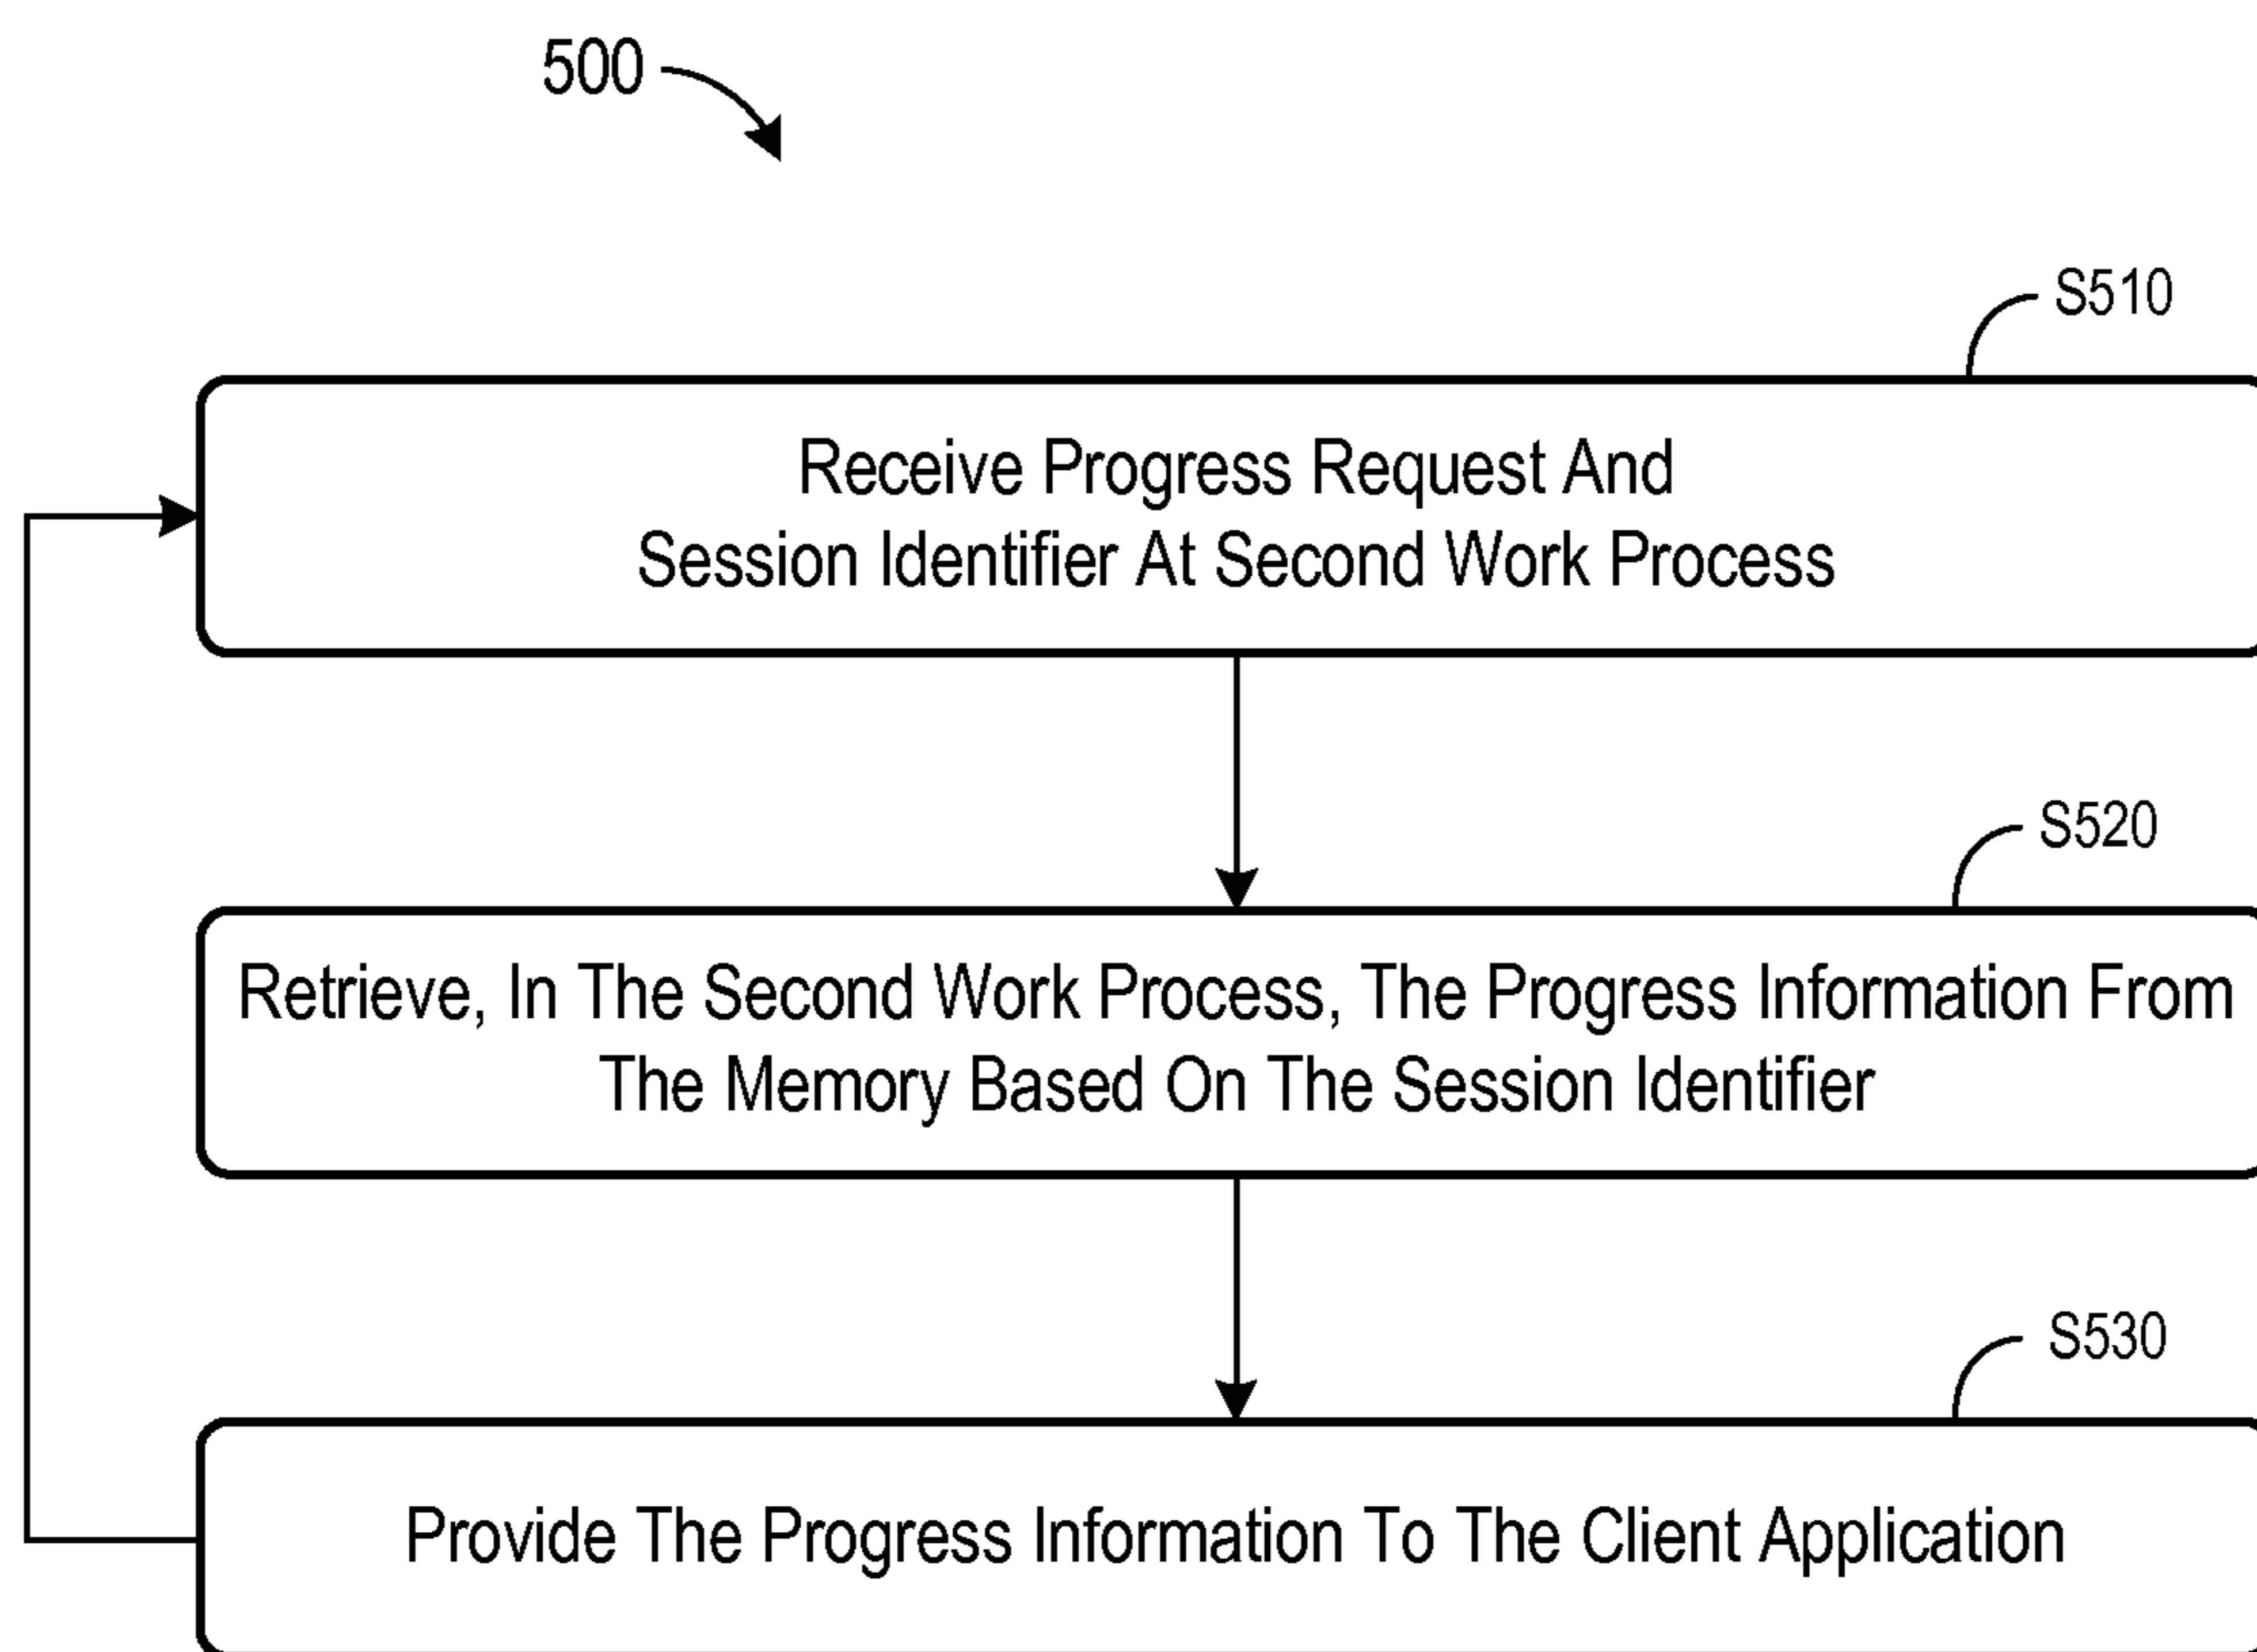 500
S510
Receive Progress Request And
Session Identifier At Second Work Process
S520
Retrieve, In The Second Work Process, The Progress Information From
The Memory Based On The Session Identifier
S530
Provide The Progress Information To The Client Application